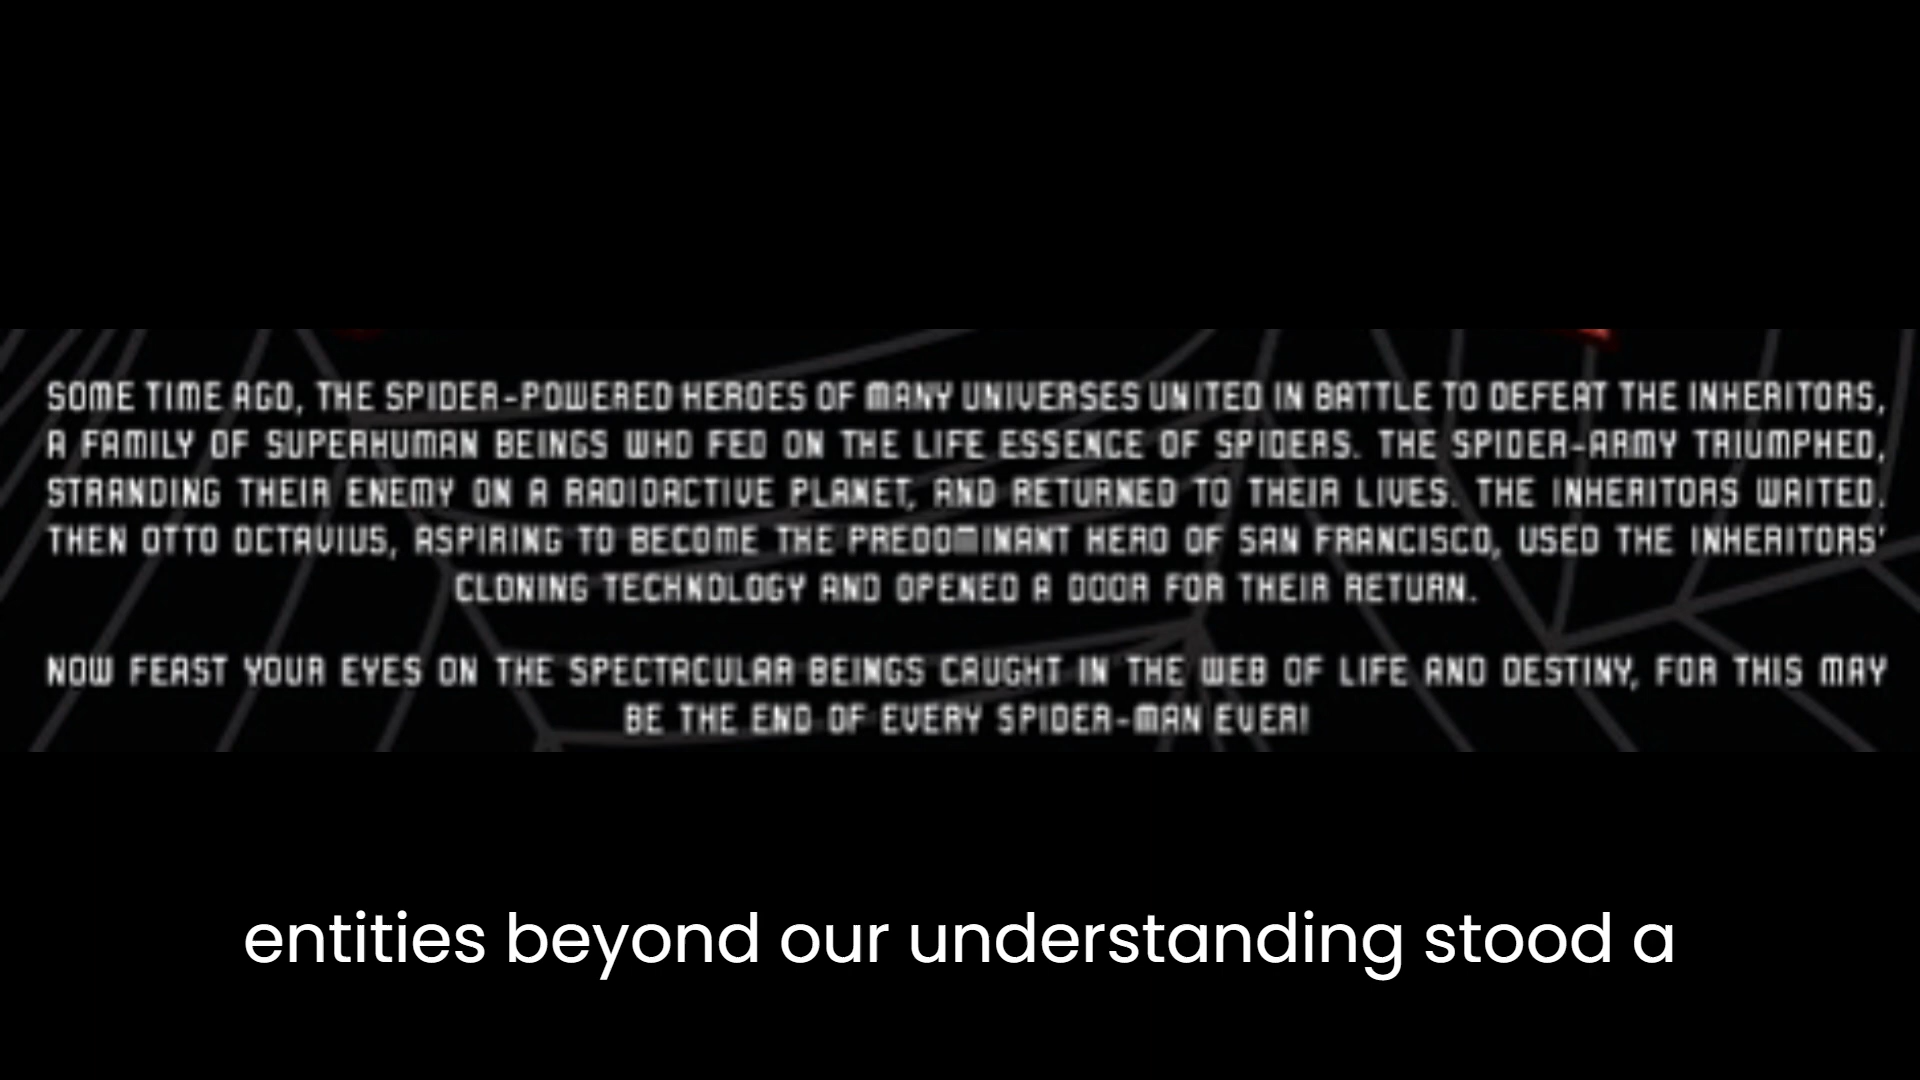 SOME TIME AGO, THE SPIDER-POWERED HEROES OF MANY UNIVERSES UNITED IN BATTLE TO DEFEAT THE INHERITORS,
A FAMILY OF SUPERHUMAN BEINGS WHO FED ON THE LIFE ESSENCE OF SPIDERS. THE SPIDER-ARMY TRIUMPHED,
STRANDING THEIR ENEMY ON A RADIOACTIVE PLANET, AND RETURNED TO THEIR LIVES. THE INHERITORS WAITED.
THEN OTTO OCTAVIUS, ASPIRING TO BECOME THE PREDOMINANT HERO OF SAN FRANCISCO, USED THE INHERITORS'
CLONING TECHNOLOGY AND OPENED A DOOR FOR THEIR RETURN.
NOW FEAST YOUR EYES ON THE SPECTACULAR BEINGS CAUGHT IN THE WEB OF LIFE AND DESTINY, FOR THIS MAY
BE THE END OF EVERY SPIDER-MAN EVER!
entities beyond our understanding stood a